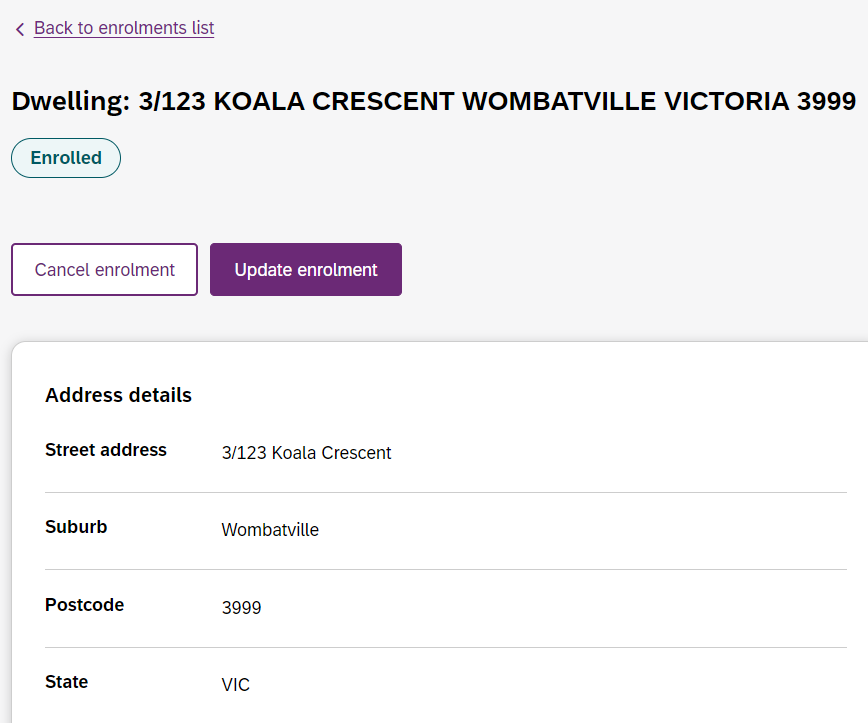 Back to enrolments list
Dwelling: 3/123 KOALA CRESCENT WOMBATVILLE VICTORIA 3999
Enrolled
Cancel enrolment Update enrolment
Address details
Street address 3/123 Koala Crescent
Suburb Wombatville
Postcode 3999
State VIC